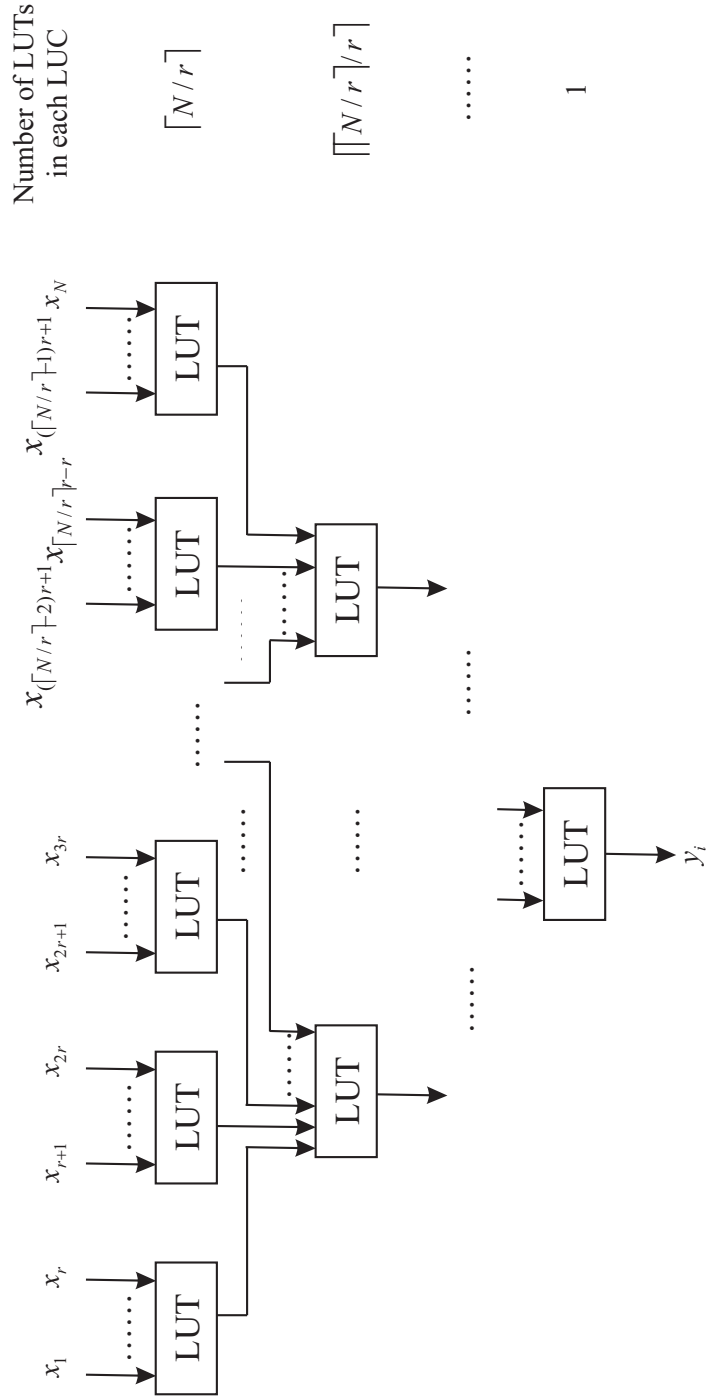 Number of LUTs
in each LUC
x_1 ...... x_r x_{r+1} ...... x_{2r} x_{2r+1} ...... x_{3r} x_{(⌈N/r⌉-2)r+1} ...... x_{⌈N/r⌉r-r} x_{(⌈N/r⌉-1)r+1} ...... x_N
LUT LUT LUT ...... LUT LUT ⌈N/r⌉
LUT ...... LUT ⌈⌈N/r⌉/r⌉
...... ...... ......
LUT 1
y_i